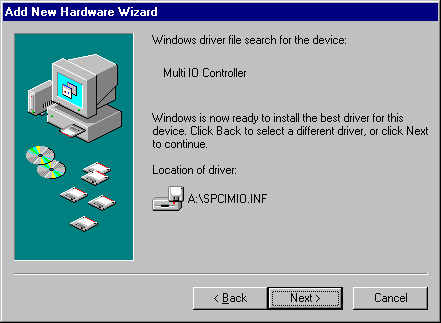 Add New Hardware Wizard
Windows driver file search for the device:
Multi IO Controller
Windows is now ready to install the best driver for this
device. Click Back to select a different driver, or click Next
to continue.
Location of driver:
A:\SPCIMIO.INF
< Back
Next >
Cancel